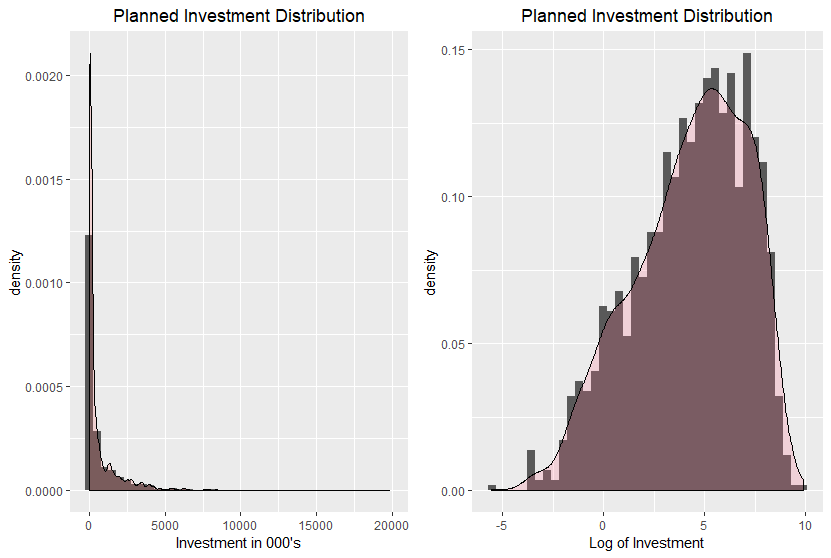 Planned Investment Distribution
density
0.0020
0.0015
0.0010
0.0005
0.0000
0 5000 10000 15000 20000
Investment in 000's
Planned Investment Distribution
density
0.15
0.10
0.05
0.00
-5 0 5 10
Log of Investment